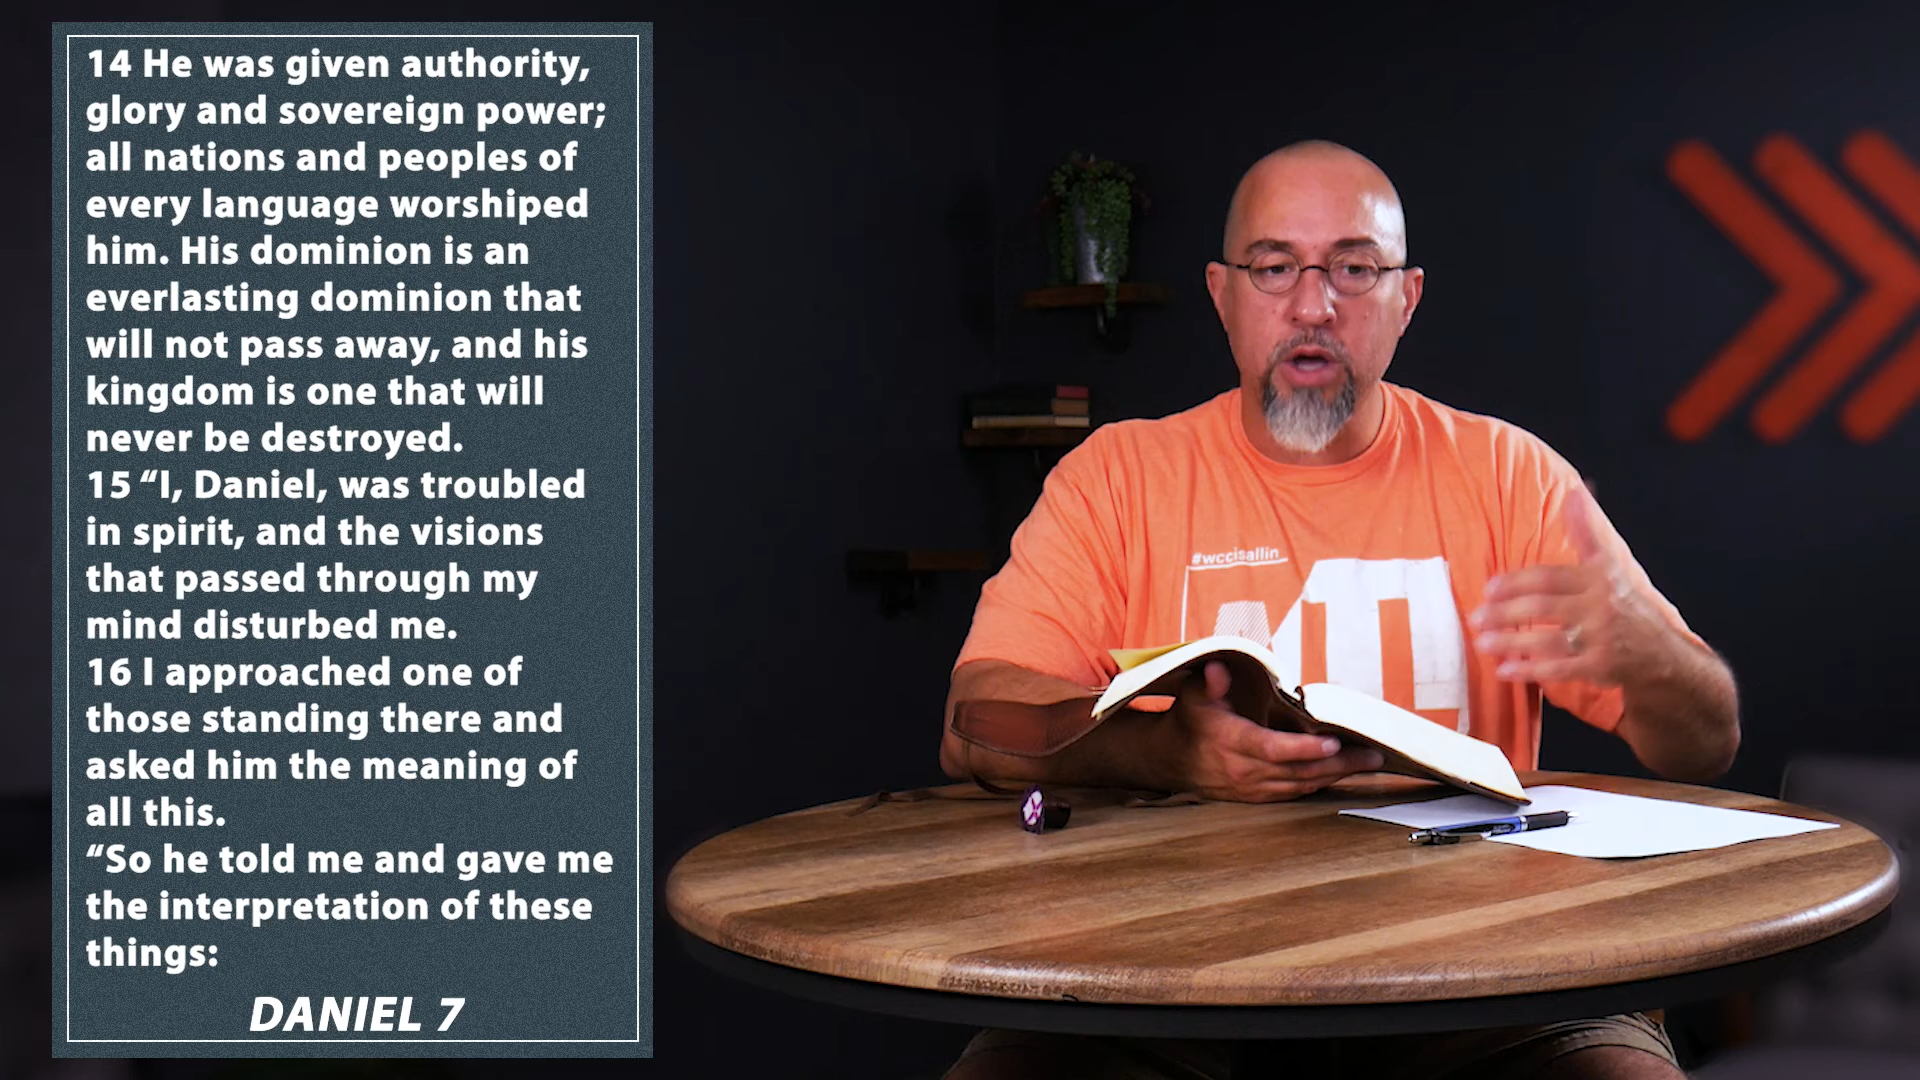 14 He was given authority,
glory and sovereign power;
all nations and peoples of
every language worshiped
him. His dominion is an
everlasting dominion that
will not pass away, and his
kingdom is one that will
never be destroyed.
15 “I, Daniel, was troubled
in spirit, and the visions
that passed through my
mind disturbed me.
16 I approached one of
those standing there and
asked him the meaning of
all this.
“So he told me and gave me
the interpretation of these
things:
DANIEL 7
#wccisallin